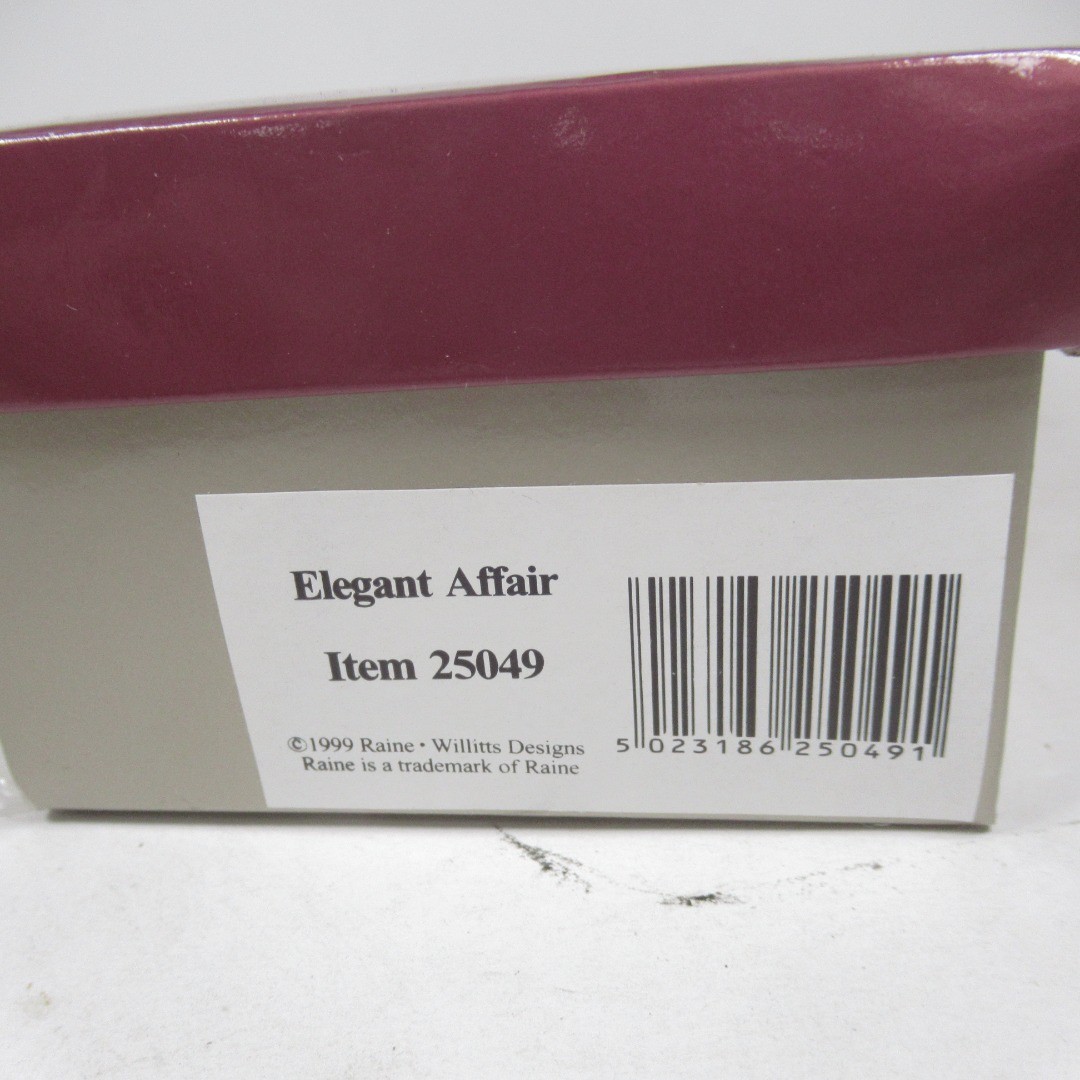 Elegant Affair
Item 25049
©1999 Raine • Willitts Designs
Raine is a trademark of Raine
5 023186 250491